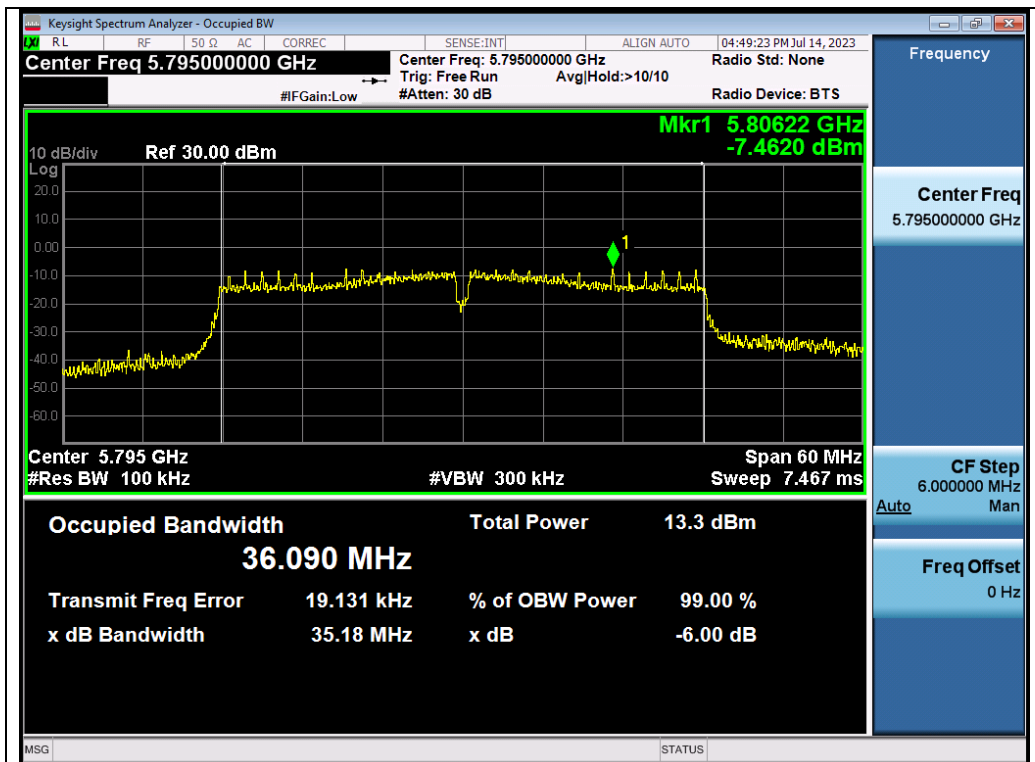 Keysight Spectrum Analyzer - Occupied BW
LXI RL RF 50 Ω AC CORREC SENSE:INT ALIGN AUTO 04:49:23 PM Jul 14, 2023
Center Freq 5.795000000 GHz
Center Freq: 5.795000000 GHz
Radio Std: None
Trig: Free Run Avg|Hold:>10/10
#IFGain:Low
#Atten: 30 dB
Radio Device: BTS
Mkr1 5.80622 GHz
-7.4620 dBm
10 dB/div Ref 30.00 dBm
Log
20.0
10.0
0.00
-10.0
-20.0
-30.0
-40.0
-50.0
-60.0
1
Center 5.795 GHz Span 60 MHz
#Res BW 100 kHz #VBW 300 kHz Sweep 7.467 ms
Occupied Bandwidth Total Power 13.3 dBm
36.090 MHz
Transmit Freq Error 19.131 kHz % of OBW Power 99.00 %
x dB Bandwidth 35.18 MHz x dB -6.00 dB
Frequency
Center Freq
5.795000000 GHz
CF Step
6.000000 MHz
Auto Man
Freq Offset
0 Hz
MSG STATUS